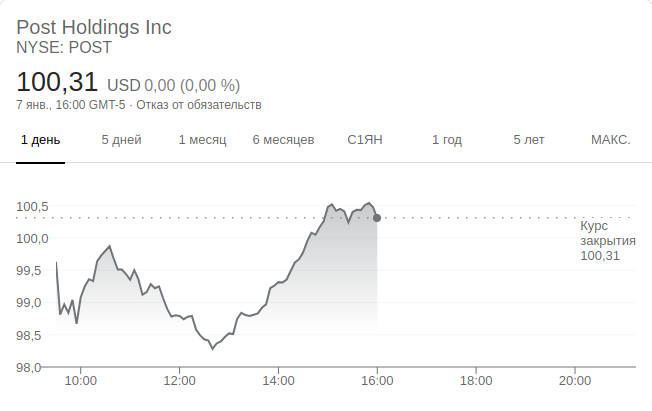 Post Holdings Inc
NYSE: POST
100,31 USD 0,00 (0,00 %)
7 янв., 16:00 GMT-5 · Отказ от обязательств
1 день 5 дней 1 месяц 6 месяцев С1ЯН 1 год 5 лет МАКС.
100,5
Курс
закрытия
100,31
100,0
99,5
99,0
98,5
98,0
10:00 12:00 14:00 16:00 18:00 20:00